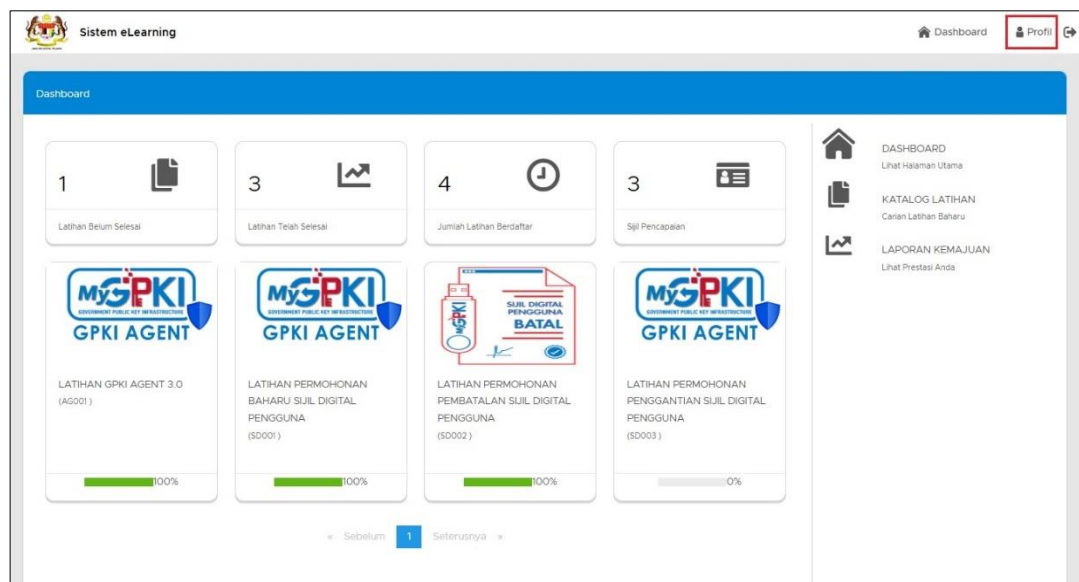 Sistem eLearning
Dashboard
Profil
Dashboard
1
Latihan Belum Selesai
3
Latihan Telah Selesai
4
Jumlah Latihan Berdaftar
3
Sijil Pencapaian
DASHBOARD
Lihat Halaman Utama
KATALOG LATIHAN
Carian Latihan Baharu
LAPORAN KEMAJUAN
Lihat Prestasi Anda
MyGPKI
GOVERNMENT PUBLIC KEY INFRASTRUCTURE
GPKI AGENT
LATIHAN GPKI AGENT 3.0
(AG001 )
100%
MyGPKI
GOVERNMENT PUBLIC KEY INFRASTRUCTURE
GPKI AGENT
LATIHAN PERMOHONAN
BAHARU SIJIL DIGITAL
PENGGUNA
(SD001 )
100%
MyGPKI
SIJIL DIGITAL
PENGGUNA
BATAL
LATIHAN PERMOHONAN
PEMBATALAN SIJIL DIGITAL
PENGGUNA
(SD002 )
100%
MyGPKI
GOVERNMENT PUBLIC KEY INFRASTRUCTURE
GPKI AGENT
LATIHAN PERMOHONAN
PENGGANTIAN SIJIL DIGITAL
PENGGUNA
(SD003 )
0%
« Sebelum 1 Seterusnya »